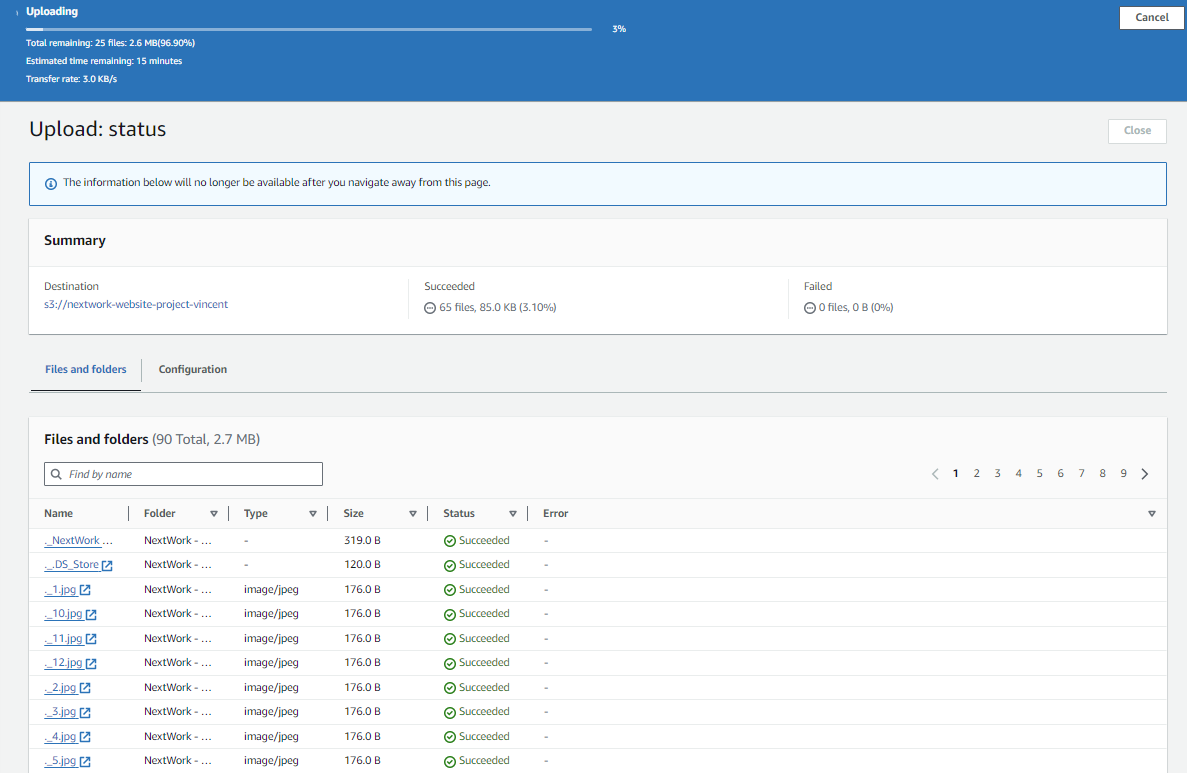 Uploading
Cancel
3%
Total remaining: 25 files: 2.6 MB(96.90%)
Estimated time remaining: 15 minutes
Transfer rate: 3.0 KB/s
Upload: status
Close
The information below will no longer be available after you navigate away from this page.
Summary
Destination Succeeded Failed
s3://nextwork-website-project-vincent 65 files, 85.0 KB (3.10%) 0 files, 0 B (0%)
Files and folders Configuration
Files and folders (90 Total, 2.7 MB)
Find by name 1 2 3 4 5 6 7 8 9
Name Folder Type Size Status Error
._NextWork ... NextWork - ... - 319.0 B Succeeded -
._.DS_Store NextWork - ... - 120.0 B Succeeded -
._1.jpg NextWork - ... image/jpeg 176.0 B Succeeded -
._10.jpg NextWork - ... image/jpeg 176.0 B Succeeded -
._11.jpg NextWork - ... image/jpeg 176.0 B Succeeded -
._12.jpg NextWork - ... image/jpeg 176.0 B Succeeded -
._2.jpg NextWork - ... image/jpeg 176.0 B Succeeded -
._3.jpg NextWork - ... image/jpeg 176.0 B Succeeded -
._4.jpg NextWork - ... image/jpeg 176.0 B Succeeded -
._5.jpg NextWork - ... image/jpeg 176.0 B Succeeded -